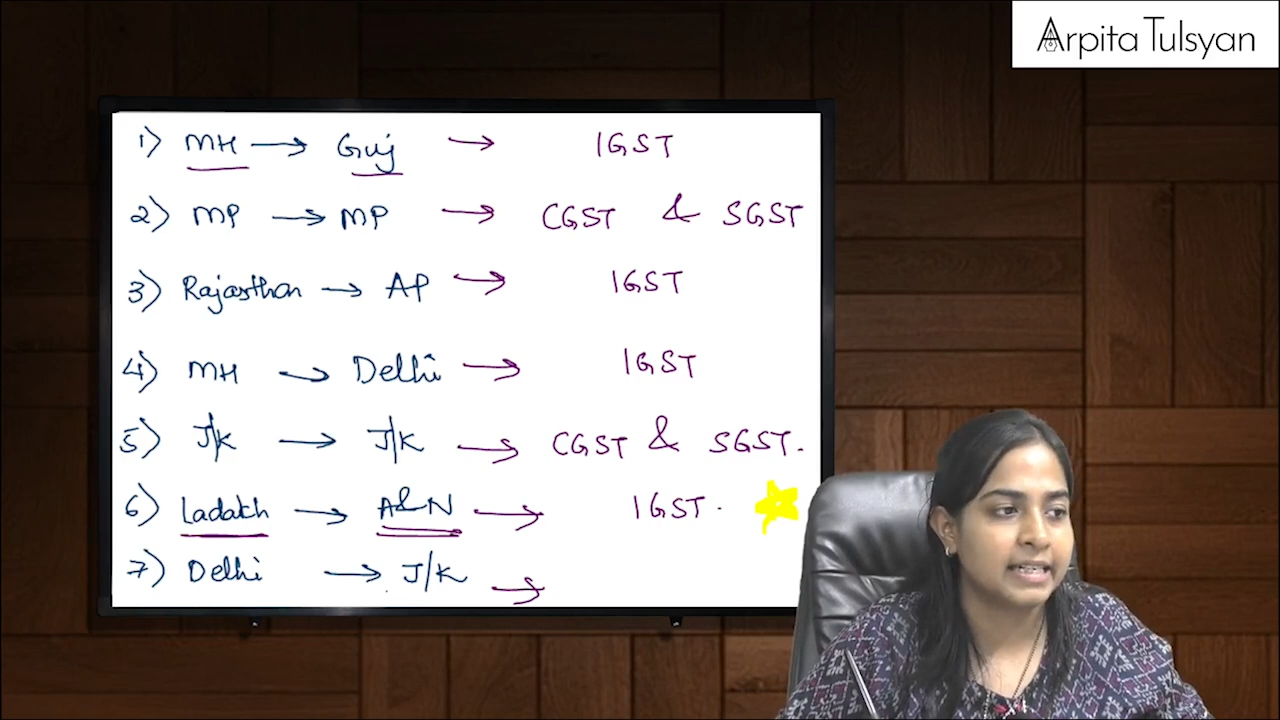 Arpita Tulsyan
1) MH → Guj → IGST
2) MP → MP → CGST & SGST
3) Rajasthan → AP → IGST
4) MH → Delhi → IGST
5) J/K → J/K → CGST & SGST.
6) Ladakh → A&N → IGST.
7) Delhi → J/K →